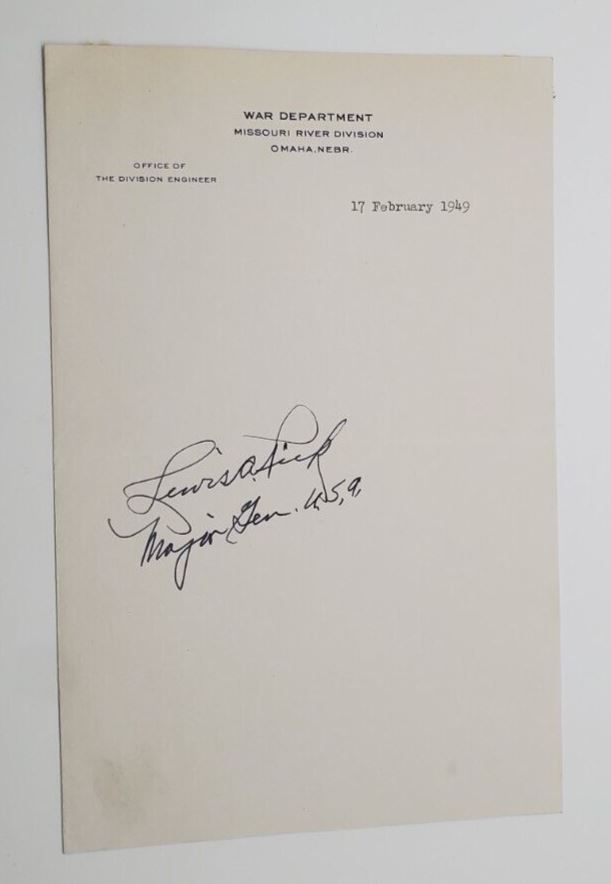 WAR DEPARTMENT
MISSOURI RIVER DIVISION
OMAHA, NEBR.
OFFICE OF
THE DIVISION ENGINEER
17 February 1949
Lewis A. Pick
Major Gen. U.S.A.